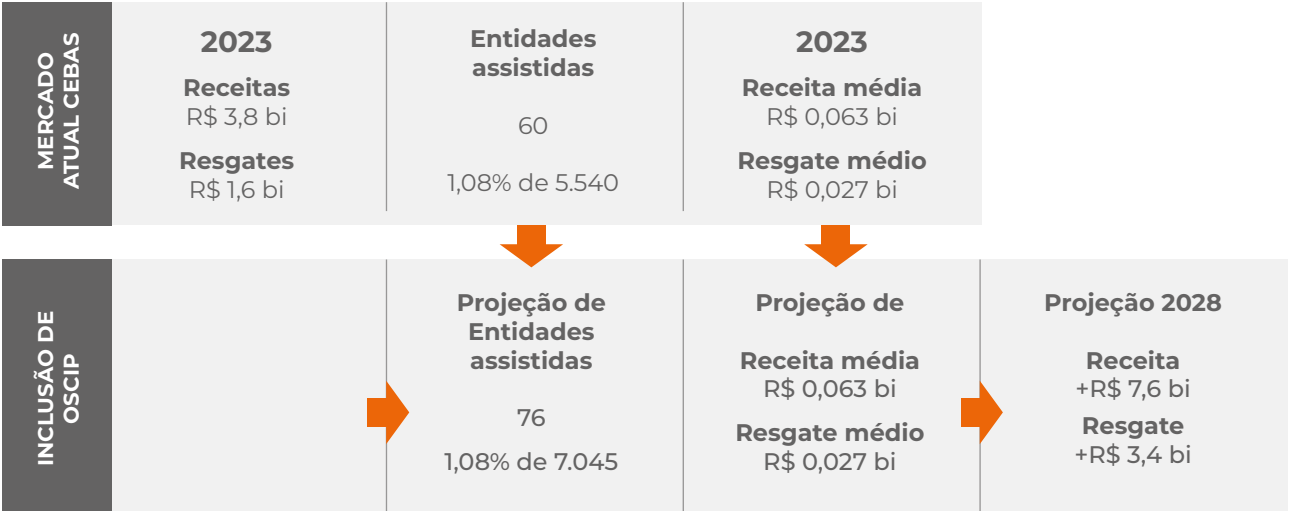 MERCADO
ATUAL CEBAS
2023
Receitas
R$ 3,8 bi
Resgates
R$ 1,6 bi
Entidades
assistidas
60
1,08% de 5.540
2023
Receita média
R$ 0,063 bi
Resgate médio
R$ 0,027 bi
INCLUSÃO DE
OSCIP
Projeção de
Entidades
assistidas
76
1,08% de 7.045
Projeção de
Receita média
R$ 0,063 bi
Resgate médio
R$ 0,027 bi
Projeção 2028
Receita
+R$ 7,6 bi
Resgate
+R$ 3,4 bi